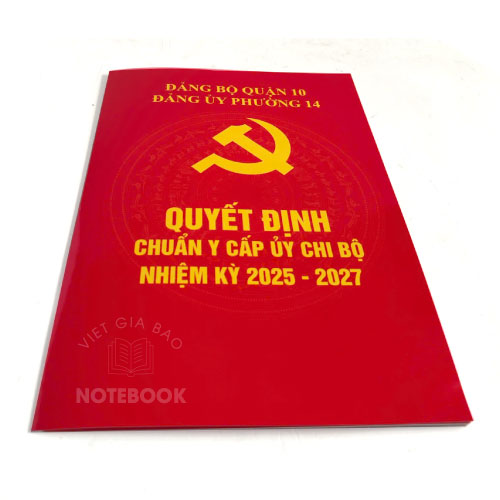 ĐẢNG BỘ QUẬN 10
ĐẢNG ỦY PHƯỜNG 14
QUYẾT ĐỊNH
CHUẨN Y CẤP ỦY CHI BỘ
NHIỆM KỲ 2025 - 2027
VIET GIA BAO
NOTEBOOK